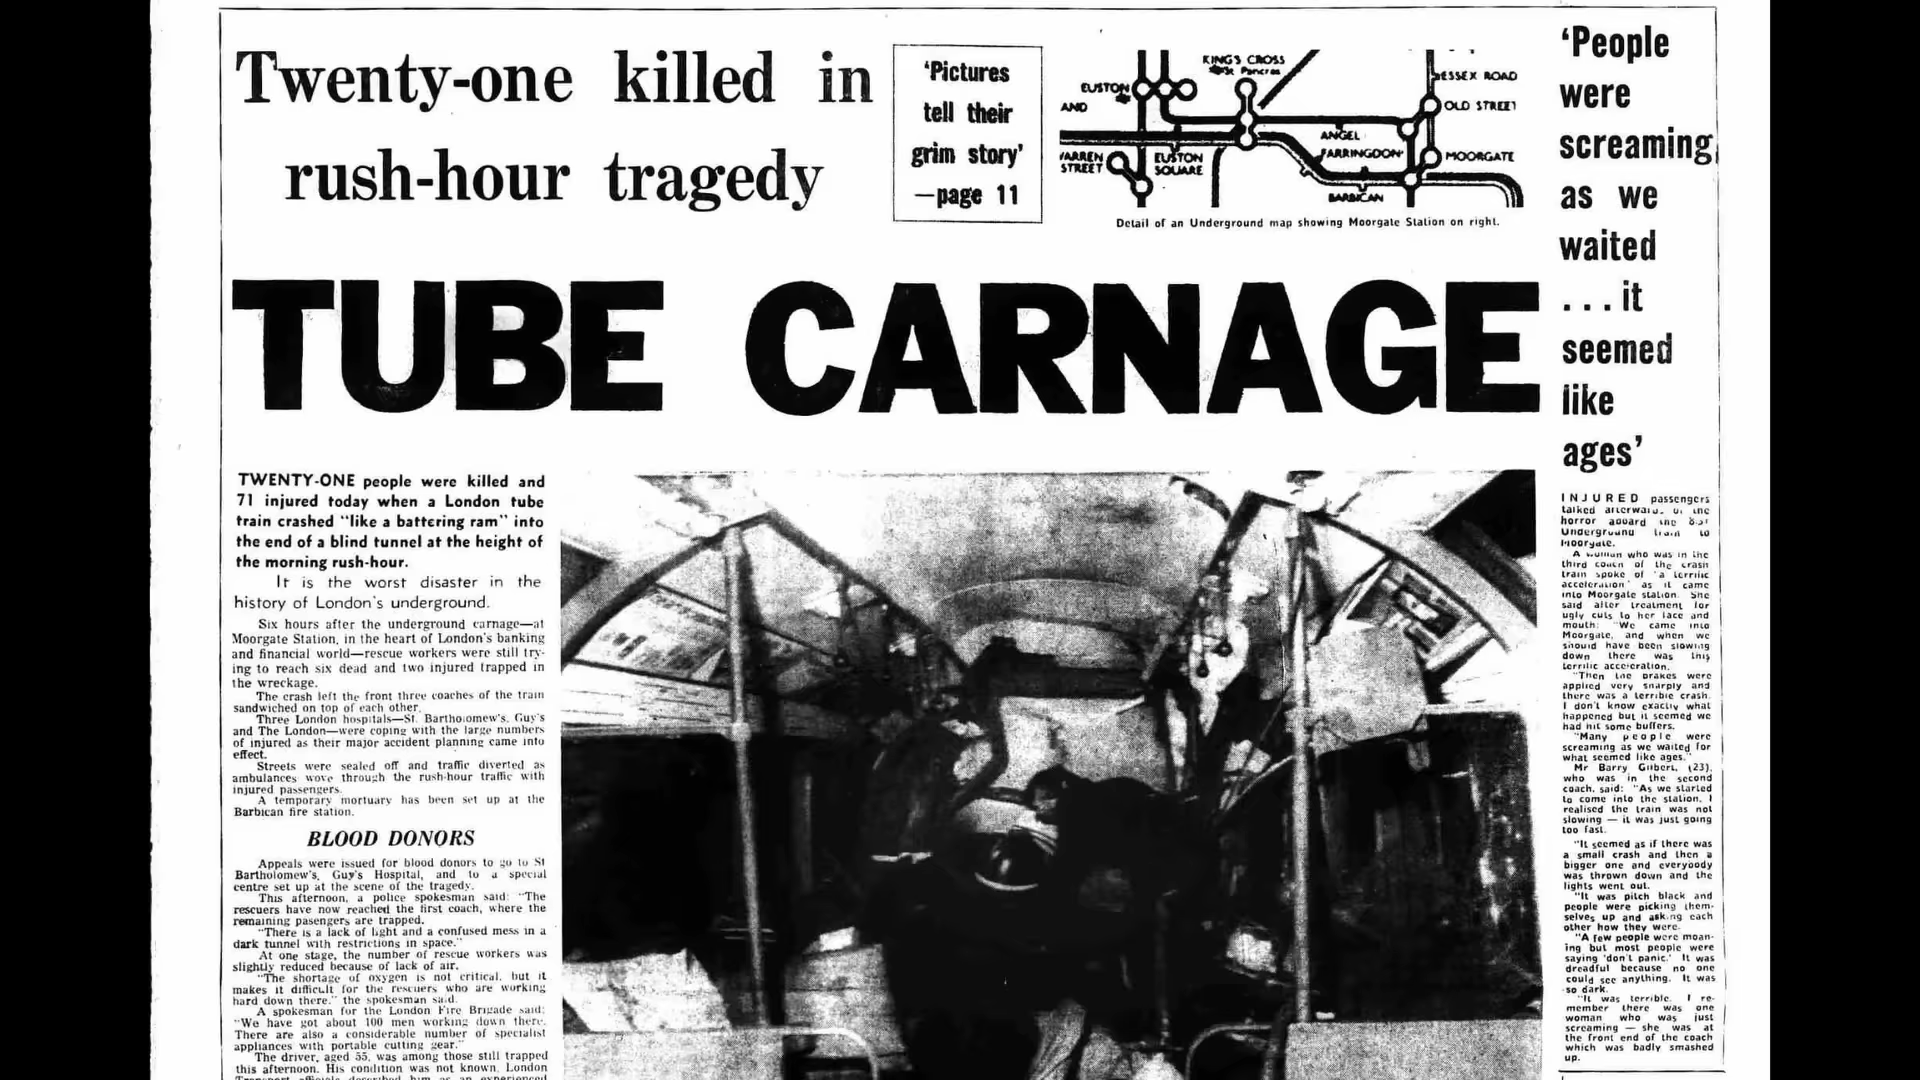 Twenty-one killed in
rush-hour tragedy
'Pictures
tell their
grim story'
—page 11
KING'S CROSS
St Pancras
EUSTON
AND
WARREN
STREET
EUSTON
SQUARE
ANGEL
FARRINGDON
BARBICAN
ESSEX ROAD
OLD STREET
MOORGATE
Detail of an Underground map showing Moorgate Station on right.
TUBE CARNAGE
TWENTY-ONE people were killed and
71 injured today when a London tube
train crashed "like a battering ram" into
the end of a blind tunnel at the height of
the morning rush-hour.
It is the worst disaster in the
history of London's underground.
Six hours after the underground carnage—at
Moorgate Station, in the heart of London's banking
and financial world—rescue workers were still try-
ing to reach six dead and two injured trapped in
the wreckage.
The crash left the front three coaches of the train
sandwiched on top of each other.
Three London hospitals—St. Bartholomew's, Guy's
and The London—were coping with the large numbers
of injured as their major accident planning came into
effect.
Streets were sealed off and traffic diverted as
ambulances wove through the rush-hour traffic with
injured passengers.
A temporary mortuary has been set up at the
Barbican fire station.
BLOOD DONORS
Appeals were issued for blood donors to go to St
Bartholomew's, Guy's Hospital, and to a special
centre set up at the scene of the tragedy.
This afternoon, a police spokesman said: "The
rescuers have now reached the first coach, where the
remaining pasengers are trapped.
"There is a lack of light and a confused mess in a
dark tunnel with restrictions in space."
At one stage, the number of rescue workers was
slightly reduced because of lack of air.
"The shortage of oxygen is not critical, but it
makes it difficult for the rescuers who are working
hard down there," the spokesman said.
A spokesman for the London Fire Brigade said:
"We have got about 100 men working down there.
There are also a considerable number of specialist
appliances with portable cutting gear."
The driver, aged 55, was among those still trapped
this afternoon. His condition was not known. London
Transport officials described him as an experienced
'People
were
screaming
as we
waited
...it
seemed
like
ages'
INJURED passengers
talked afterwards of the
horror aboard the
Underground train to
Moorgate.
A woman who was in the
third coach of the crash
train spoke of "a terrific
acceleration" as it came
into Moorgate station. She
said after treatment for
ugly cuts to her face and
mouth: "We came into
Moorgate, and when we
should have been slowing
down there was this
terrific acceleration.
"Then the brakes were
applied very sharply and
there was a terrible crash.
I don't know exactly what
happened but it seemed we
had hit some buffers.
"Many people were
screaming as we waited for
what seemed like ages."
Mr Barry Gilbert, (23),
who was in the second
coach, said: "As we started
to come into the station, I
realised the train was not
slowing — it was just going
too fast.
"It seemed as if there was
a small crash and then a
bigger one and everybody
was thrown down and the
lights went out.
"It was pitch black and
people were picking them-
selves up and asking each
other how they were.
"A few people were moan-
ing but most people were
saying 'don't panic.' It was
dreadful because no one
could see anything. It was
so dark.
"It was terrible. I re-
member there was one
woman who was just
screaming — she was at
the front end of the coach
which was badly smashed
up.